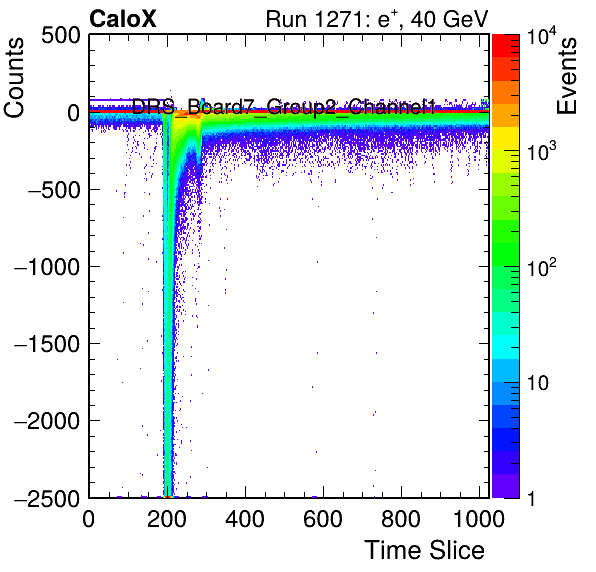 CaloX Run 1271: e⁺, 40 GeV
Counts
Events
DRS_Board7_Group2_Channel1
500
0
−500
−1000
−1500
−2000
−2500
0 200 400 600 800 1000
Time Slice
10⁴
10³
10²
10
1